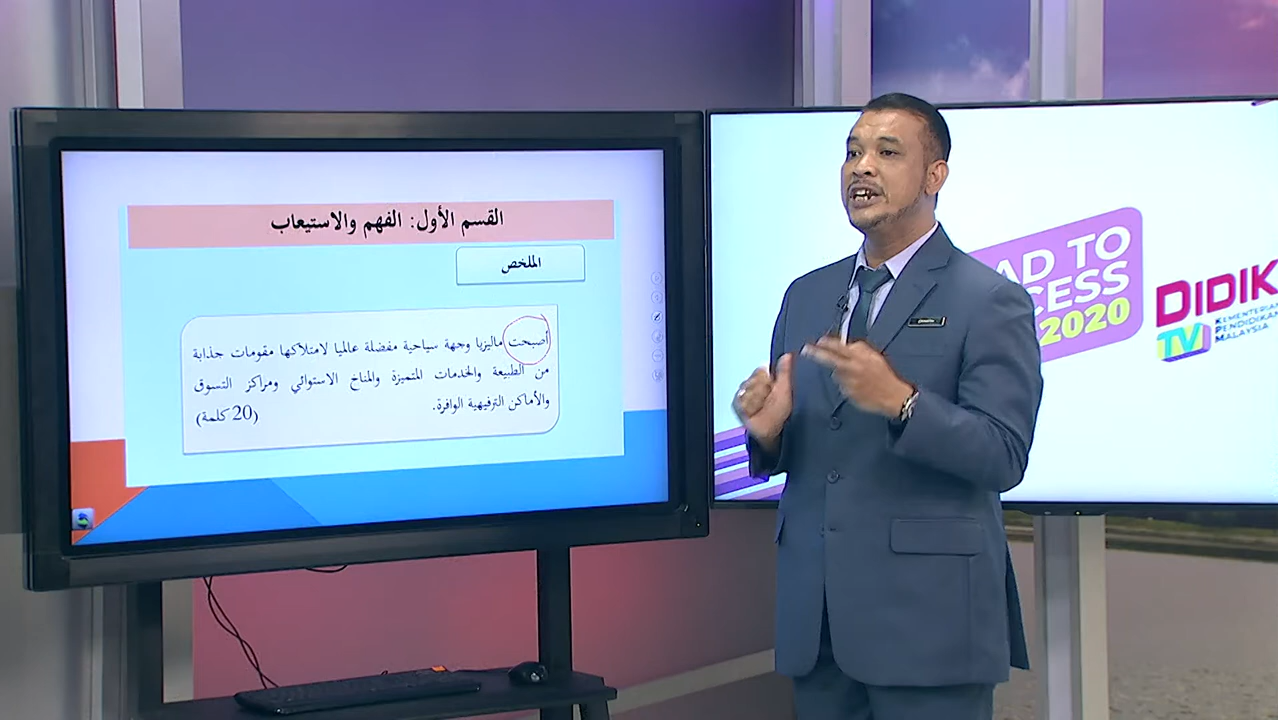 القسم الأول: الفهم والاستيعاب
الملخص
أصبحت ماليزيا وجهة سياحية مفضلة عالميا لامتلاكها مقومات جذابة
من الطبيعة والخدمات المتميزة والمناخ الاستوائي ومراكز التسوق
والأماكن الترفيهية الوافرة. (20 كلمة)
AD TO
CESS
2020
DIDIK
TV
KEMENTERIAN
PENDIDIKAN
MALAYSIA